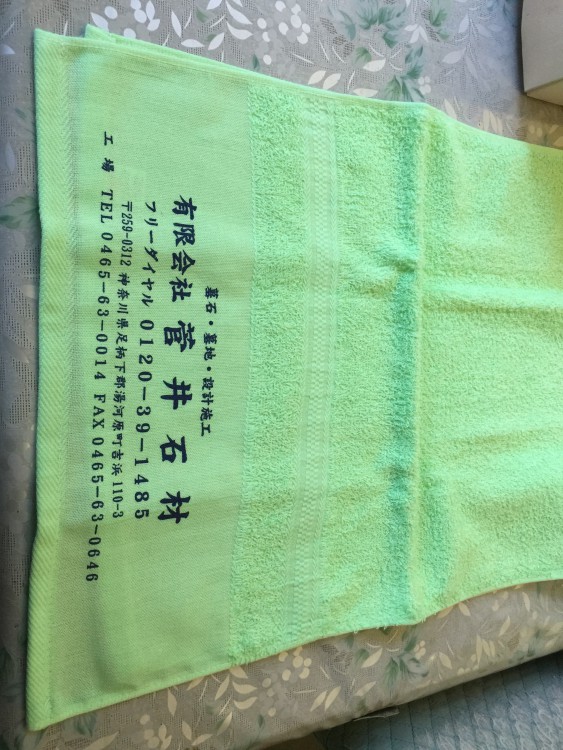 墓石・墓地・設計施工
有限会社 菅井石材
フリーダイヤル 0120-39-1485
〒259-0312 神奈川県足柄下郡湯河原町吉浜110-3
工場 TEL 0465-63-0014 FAX 0465-63-0646